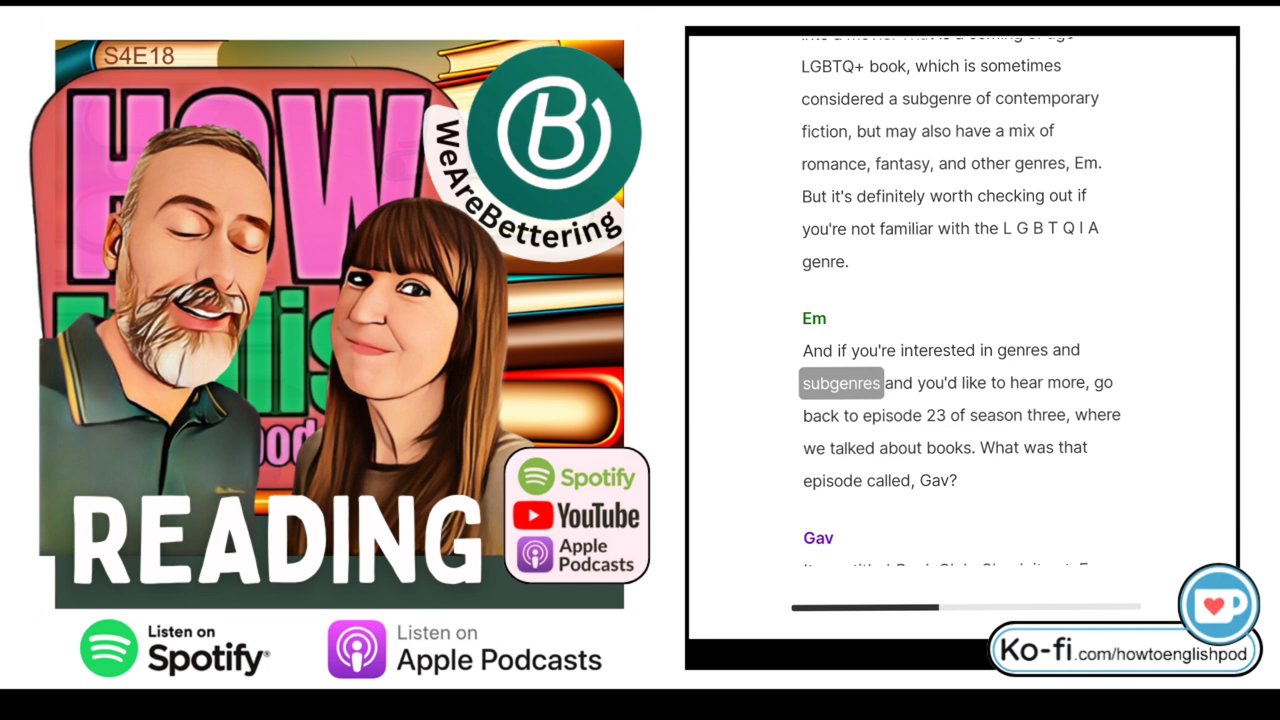 S4E18
HOW
WeAreBettering
B
READING
Spotify
YouTube
Apple
Podcasts
Listen on
Spotify
Listen on
Apple Podcasts
LGBTQ+ book, which is sometimes
considered a subgenre of contemporary
fiction, but may also have a mix of
romance, fantasy, and other genres, Em.
But it's definitely worth checking out if
you're not familiar with the L G B T Q I A
genre.
Em
And if you're interested in genres and
subgenres and you'd like to hear more, go
back to episode 23 of season three, where
we talked about books. What was that
episode called, Gav?
Gav
Ko-fi.com/howtoenglishpod